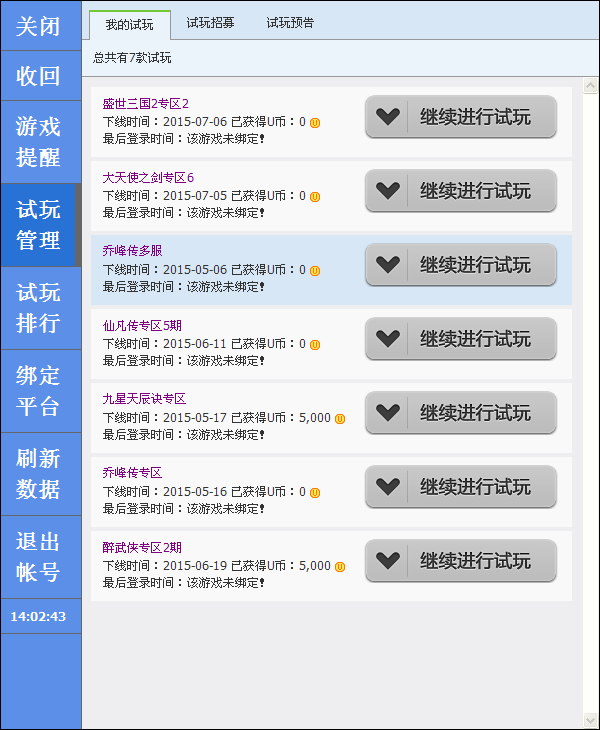 关闭
收回
游戏
提醒
试玩
管理
试玩
排行
绑定
平台
刷新
数据
退出
帐号
14:02:43
我的试玩 试玩招募 试玩预告
总共有7款试玩
盛世三国2专区2
下线时间：2015-07-06 已获得U币：0
最后登录时间：该游戏未绑定!
继续进行试玩
大天使之剑专区6
下线时间：2015-07-05 已获得U币：0
最后登录时间：该游戏未绑定!
继续进行试玩
乔峰传多服
下线时间：2015-05-06 已获得U币：0
最后登录时间：该游戏未绑定!
继续进行试玩
仙凡传专区5期
下线时间：2015-06-11 已获得U币：0
最后登录时间：该游戏未绑定!
继续进行试玩
九星天辰诀专区
下线时间：2015-05-17 已获得U币：5,000
最后登录时间：该游戏未绑定!
继续进行试玩
乔峰传专区
下线时间：2015-05-16 已获得U币：0
最后登录时间：该游戏未绑定!
继续进行试玩
醉武侠专区2期
下线时间：2015-06-19 已获得U币：5,000
最后登录时间：该游戏未绑定!
继续进行试玩